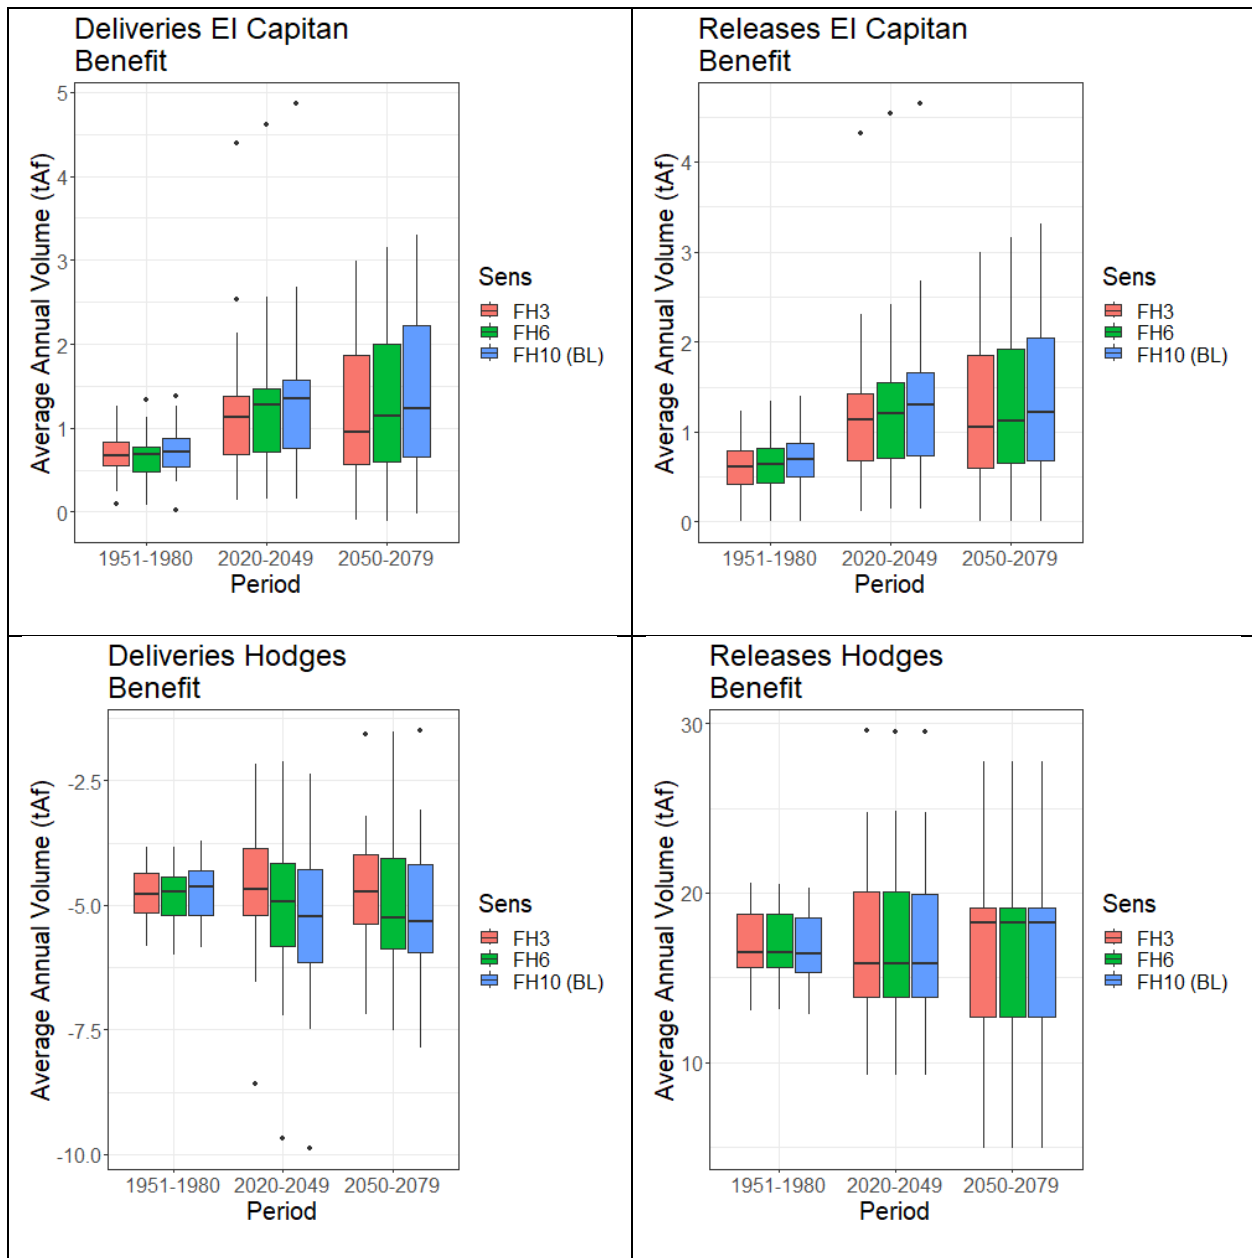 Deliveries El Capitan
Benefit
Average Annual Volume (tAf)
5
4
3
2
1
0
1951-1980
2020-2049
2050-2079
Period
Sens
FH3
FH6
FH10 (BL)
Releases El Capitan
Benefit
Average Annual Volume (tAf)
4
3
2
1
0
1951-1980
2020-2049
2050-2079
Period
Sens
FH3
FH6
FH10 (BL)
Deliveries Hodges
Benefit
Average Annual Volume (tAf)
-2.5
-5.0
-7.5
-10.0
1951-1980
2020-2049
2050-2079
Period
Sens
FH3
FH6
FH10 (BL)
Releases Hodges
Benefit
Average Annual Volume (tAf)
30
20
10
1951-1980
2020-2049
2050-2079
Period
Sens
FH3
FH6
FH10 (BL)